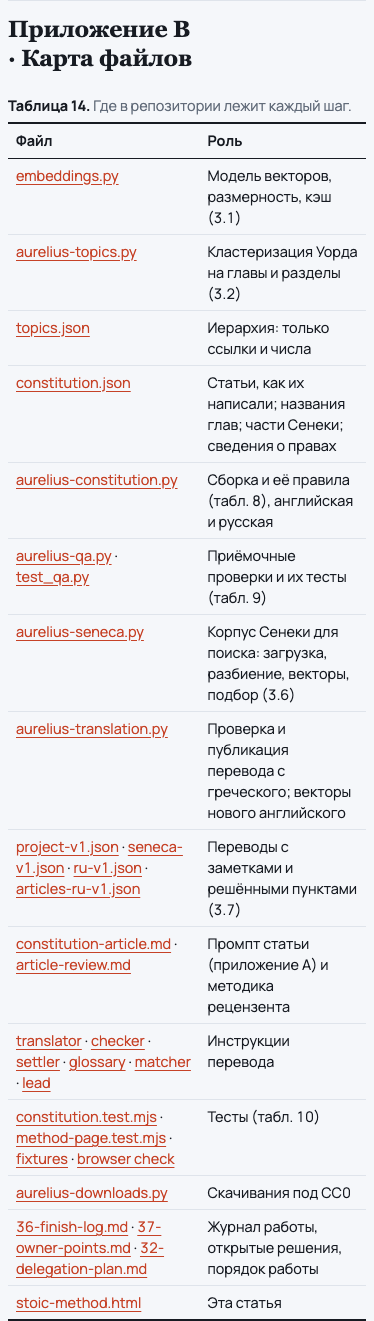 Приложение B
· Карта файлов
Таблица 14. Где в репозитории лежит каждый шаг.
Файл Роль
embeddings.py Модель векторов,
размерность, кэш
(3.1)
aurelius-topics.py Кластеризация Уорда
на главы и разделы
(3.2)
topics.json Иерархия: только
ссылки и числа
constitution.json Статьи, как их
написали; названия
глав; части Сенеки;
сведения о правах
aurelius-constitution.py Сборка и её правила
(табл. 8), английская
и русская
aurelius-qa.py · Приёмочные
test_qa.py проверки и их тесты
(табл. 9)
aurelius-seneca.py Корпус Сенеки для
поиска: загрузка,
разбиение, векторы,
подбор (3.6)
aurelius-translation.py Проверка и
публикация
перевода с
греческого; векторы
нового английского
project-v1.json · seneca- Переводы с
v1.json · ru-v1.json · заметками и
articles-ru-v1.json решёнными пунктами
(3.7)
constitution-article.md · Промпт статьи
article-review.md (приложение A) и
методика
рецензента
translator · checker · Инструкции
settler · glossary · matcher перевода
· lead
constitution.test.mjs · Тесты (табл. 10)
method-page.test.mjs ·
fixtures · browser check
aurelius-downloads.py Скачивания под CC0
36-finish-log.md · 37- Журнал работы,
owner-points.md · 32- открытые решения,
delegation-plan.md порядок работы
stoic-method.html Эта статья